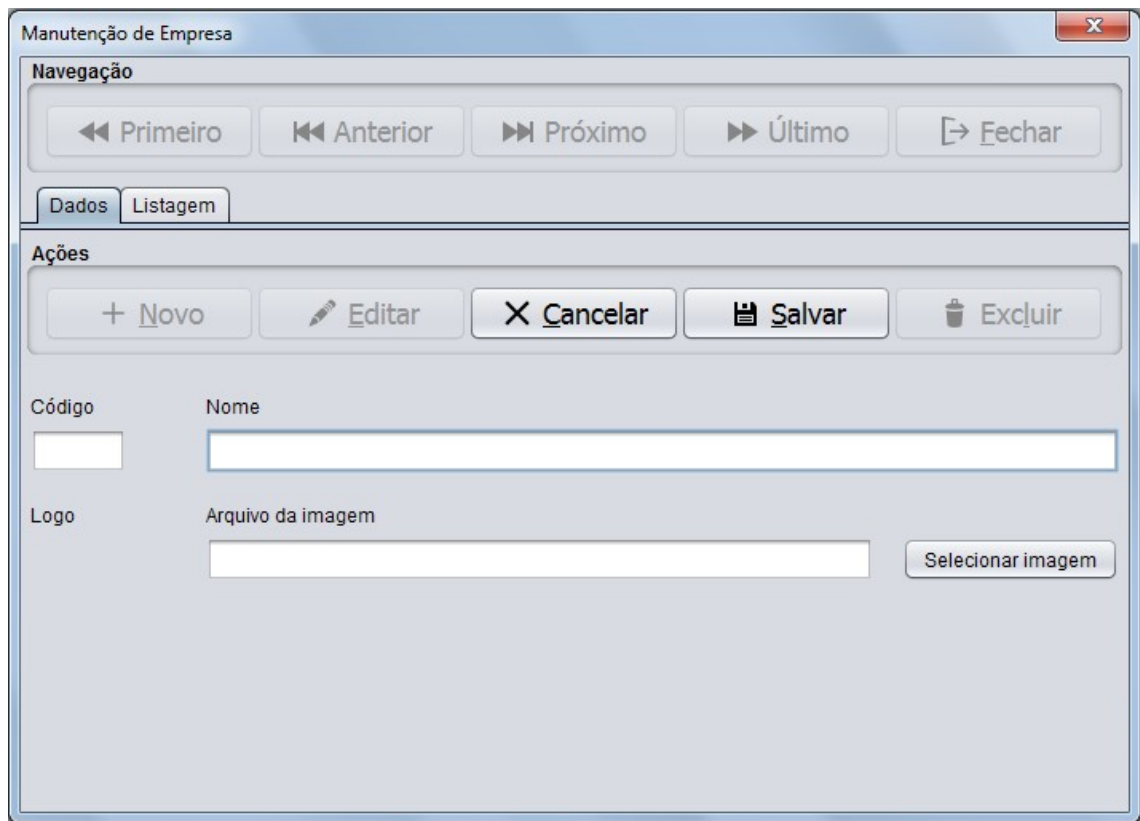 Manutenção de Empresa
Navegação
Primeiro Anterior Próximo Último Fechar
Dados Listagem
Ações
Novo Editar Cancelar Salvar Excluir
Código Nome
Logo Arquivo da imagem
Selecionar imagem